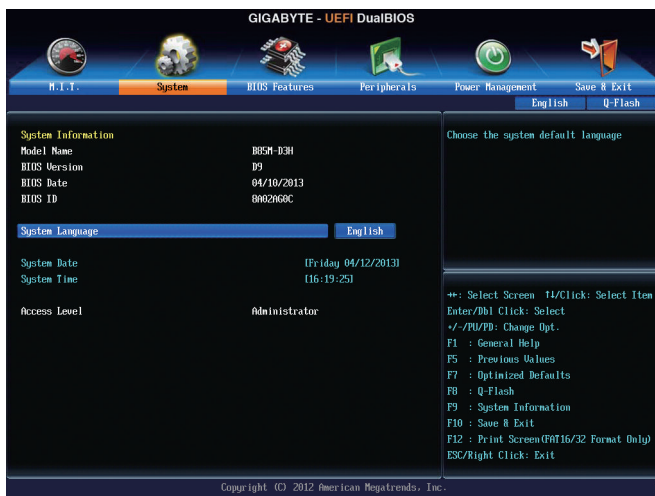 GIGABYTE - UEFI DualBIOS
M.I.T. System BIOS Features Peripherals Power Management Save & Exit
English Q-Flash
System Information
Model Name B85M-D3H
BIOS Version D9
BIOS Date 04/10/2013
BIOS ID 8A02AG0C
System Language English
System Date [Friday 04/12/2013]
System Time [16:19:25]
Access Level Administrator
Choose the system default language
↔: Select Screen ↑↓/Click: Select Item
Enter/Dbl Click: Select
+/-/PU/PD: Change Opt.
F1 : General Help
F5 : Previous Values
F7 : Optimized Defaults
F8 : Q-Flash
F9 : System Information
F10 : Save & Exit
F12 : Print Screen(FAT16/32 Format Only)
ESC/Right Click: Exit
Copyright (C) 2012 American Megatrends, Inc.